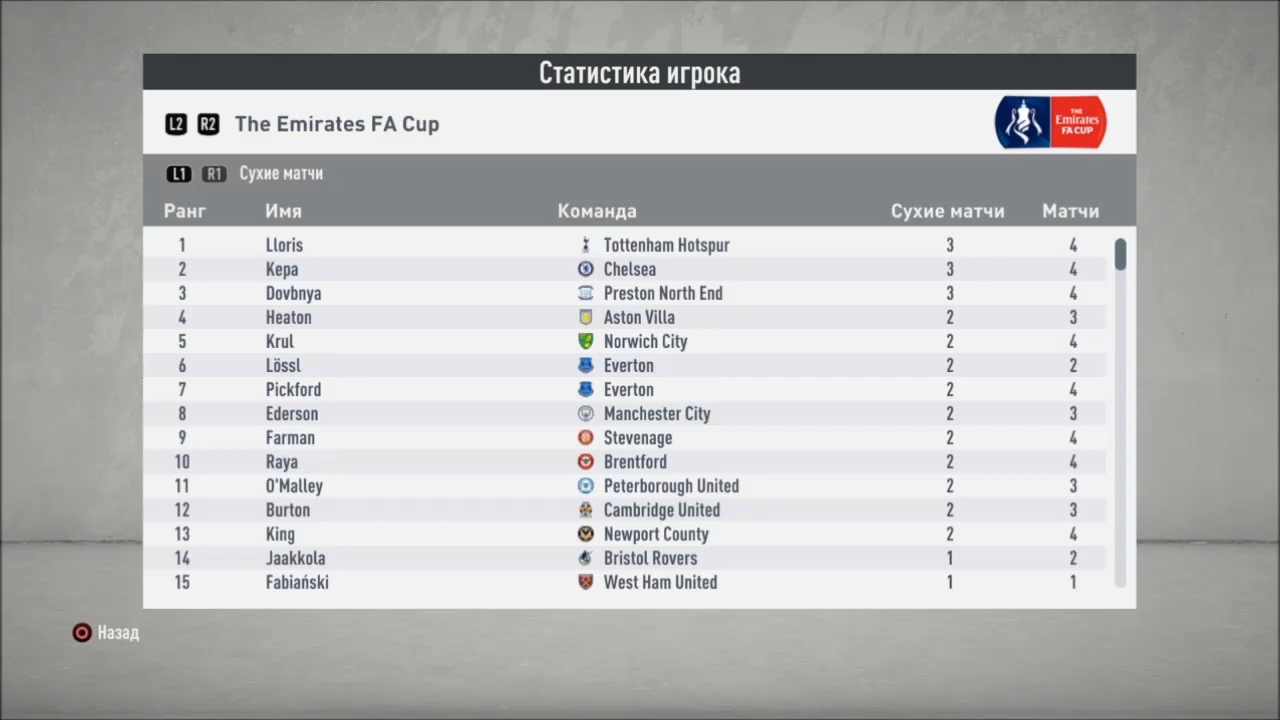 Статистика игрока
L2 R2 The Emirates FA Cup
THE Emirates FA CUP
L1 R1 Сухие матчи
Ранг Имя Команда Сухие матчи Матчи
1 Lloris Tottenham Hotspur 3 4
2 Kepa Chelsea 3 4
3 Dovbnya Preston North End 3 4
4 Heaton Aston Villa 2 3
5 Krul Norwich City 2 4
6 Lössl Everton 2 2
7 Pickford Everton 2 4
8 Ederson Manchester City 2 3
9 Farman Stevenage 2 4
10 Raya Brentford 2 4
11 O'Malley Peterborough United 2 3
12 Burton Cambridge United 2 3
13 King Newport County 2 4
14 Jaakkola Bristol Rovers 1 2
15 Fabiański West Ham United 1 1
Назад